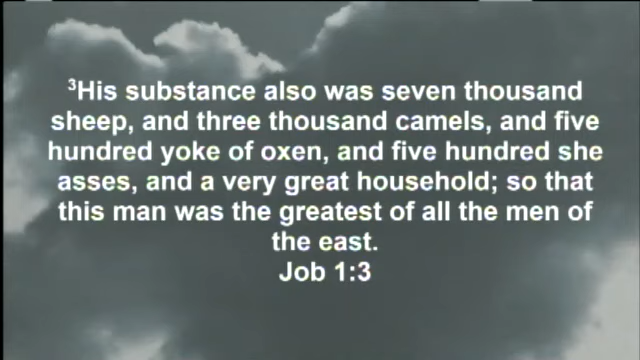 ³His substance also was seven thousand
sheep, and three thousand camels, and five
hundred yoke of oxen, and five hundred she
asses, and a very great household; so that
this man was the greatest of all the men of
the east.
Job 1:3